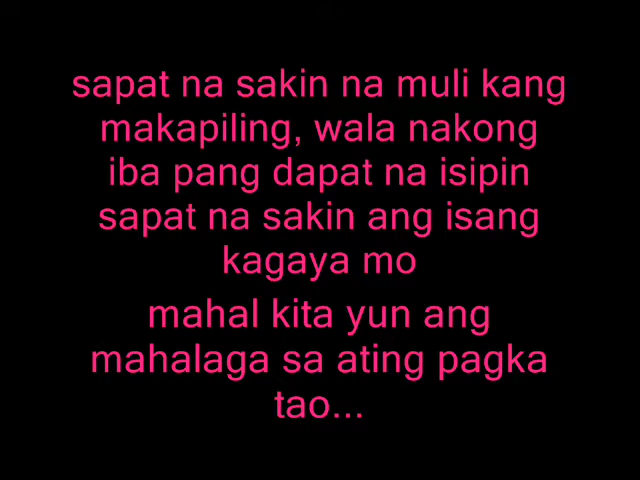 sapat na sakin na muli kang
makapiling, wala nakong
iba pang dapat na isipin
sapat na sakin ang isang
kagaya mo
mahal kita yun ang
mahalaga sa ating pagka
tao...